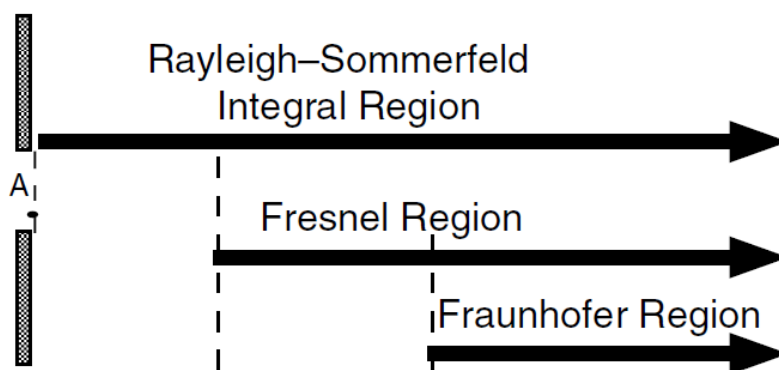 Rayleigh–Sommerfeld
Integral Region
A
Fresnel Region
Fraunhofer Region